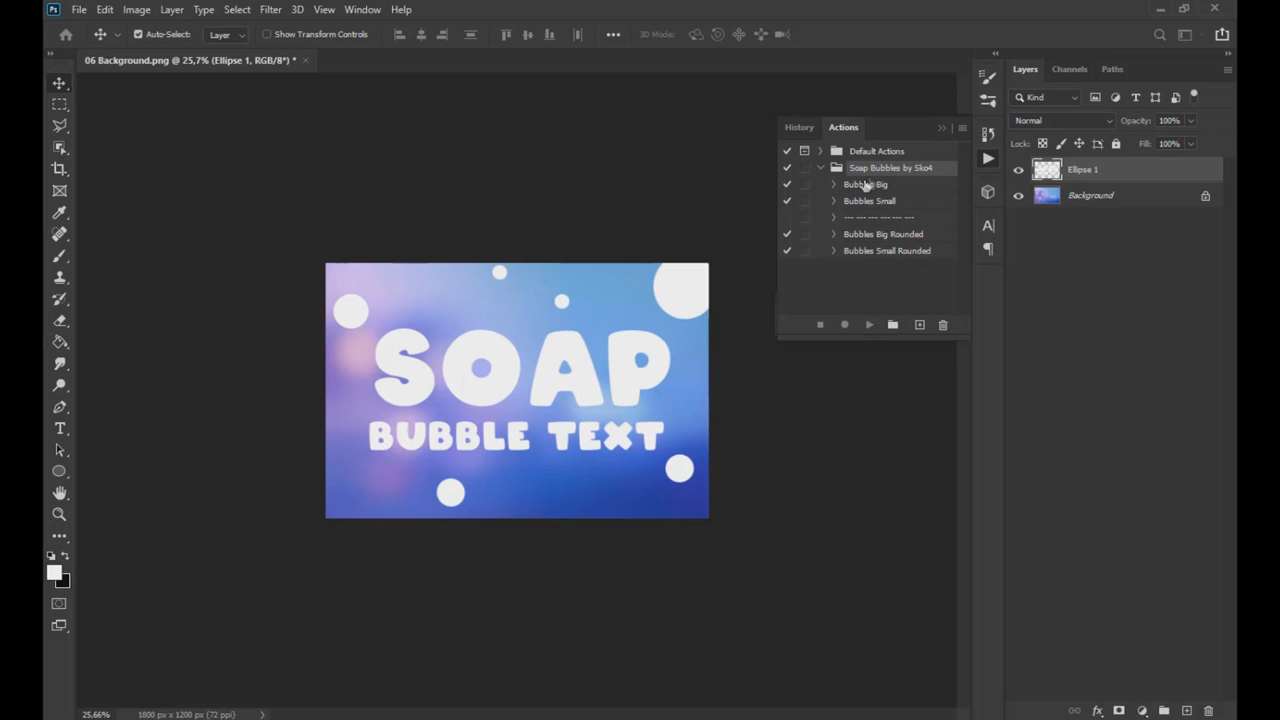 Ps File Edit Image Layer Type Select Filter 3D View Window Help
Auto-Select: Layer Show Transform Controls 3D Mode:
06 Background.png @ 25,7% (Ellipse 1, RGB/8*) *
History Actions
Default Actions
Soap Bubbles by Sko4
Bubbles Big
Bubbles Small
--- --- --- --- --- ---
Bubbles Big Rounded
Bubbles Small Rounded
SOAP
BUBBLE TEXT
Layers Channels Paths
Kind
Normal Opacity: 100%
Lock: Fill: 100%
Ellipse 1
Background
25,66% 1800 px x 1200 px (72 ppi)